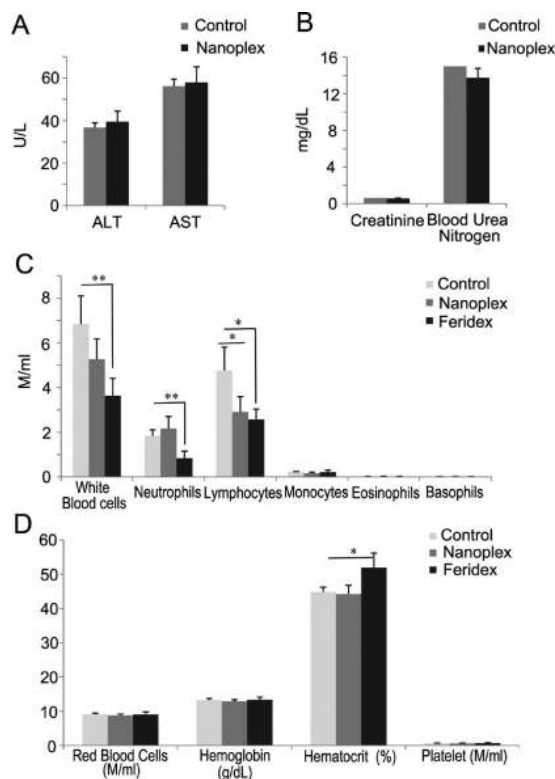 A
Control
Nanoplex
U/L
60
40
20
0
ALT AST
B
Control
Nanoplex
mg/dL
16
12
8
4
0
Creatinine Blood Urea
Nitrogen
C
Control
Nanoplex
Feridex
M/ml
8
6
4
2
0
**
**
*
*
White
Blood cells
Neutrophils Lymphocytes Monocytes Eosinophils Basophils
D
Control
Nanoplex
Feridex
60
50
40
30
20
10
0
*
Red Blood Cells
(M/ml)
Hemoglobin
(g/dL)
Hematocrit (%) Platelet (M/ml)